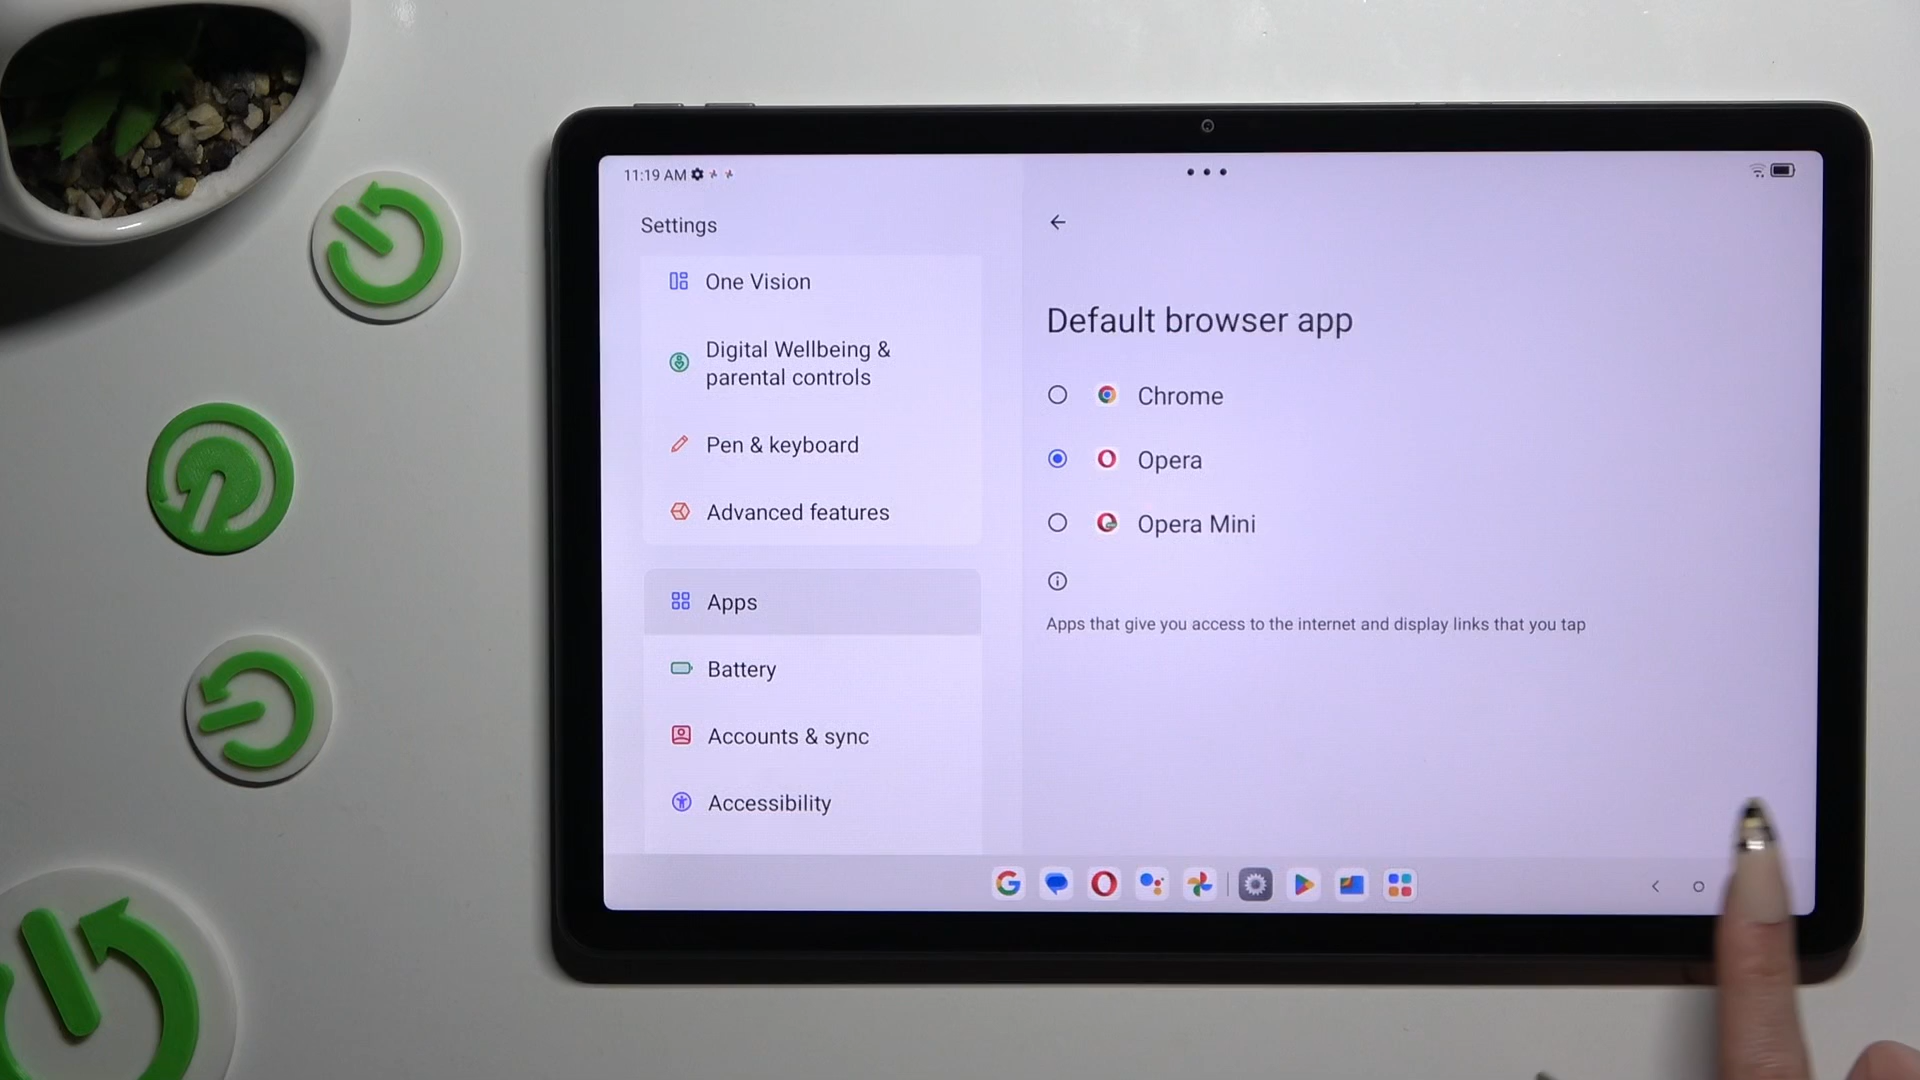 11:19 AM
Settings
One Vision
Digital Wellbeing &
parental controls
Pen & keyboard
Advanced features
Apps
Battery
Accounts & sync
Accessibility
Default browser app
Chrome
Opera
Opera Mini
Apps that give you access to the internet and display links that you tap